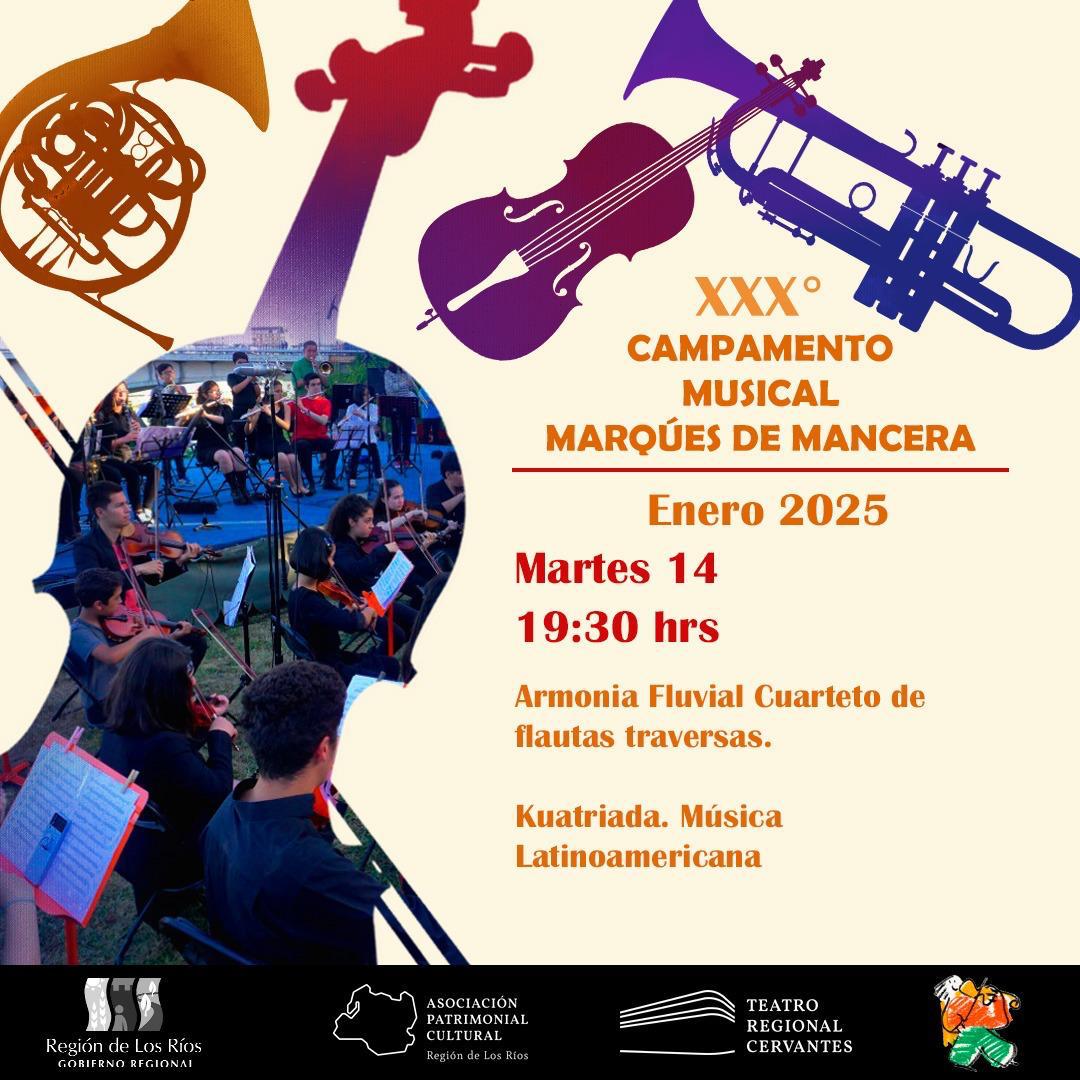 XXX°
CAMPAMENTO
MUSICAL
MARQÚES DE MANCERA
Enero 2025
Martes 14
19:30 hrs
Armonia Fluvial Cuarteto de
flautas traversas.
Kuatriada. Música
Latinoamericana
Región de Los Ríos
GOBIERNO REGIONAL
ASOCIACIÓN
PATRIMONIAL
CULTURAL
Región de Los Ríos
TEATRO
REGIONAL
CERVANTES